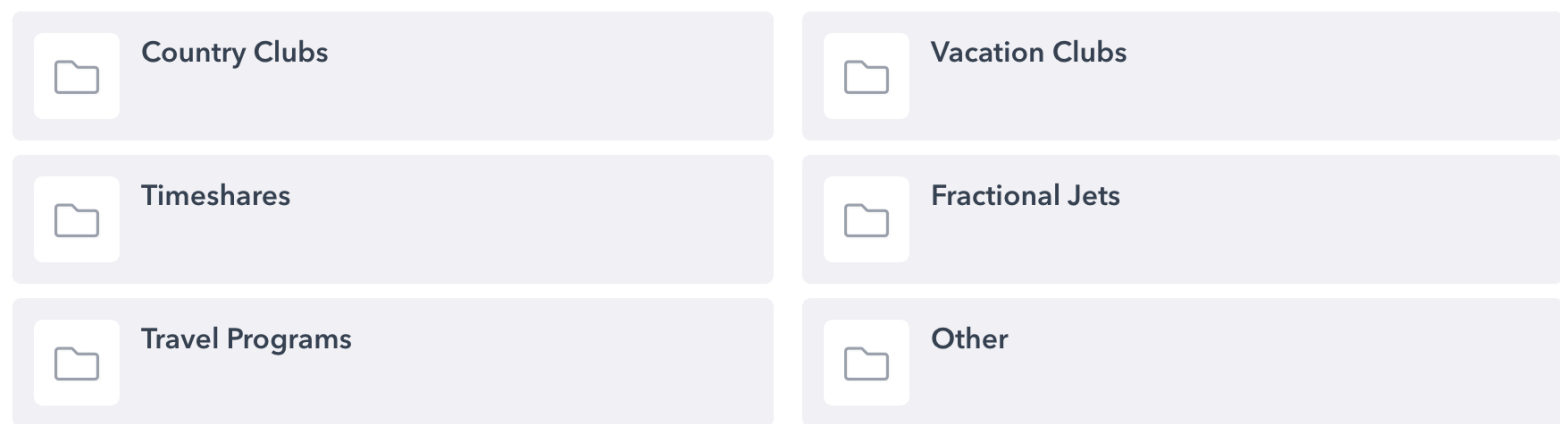 Country Clubs
Vacation Clubs
Timeshares
Fractional Jets
Travel Programs
Other